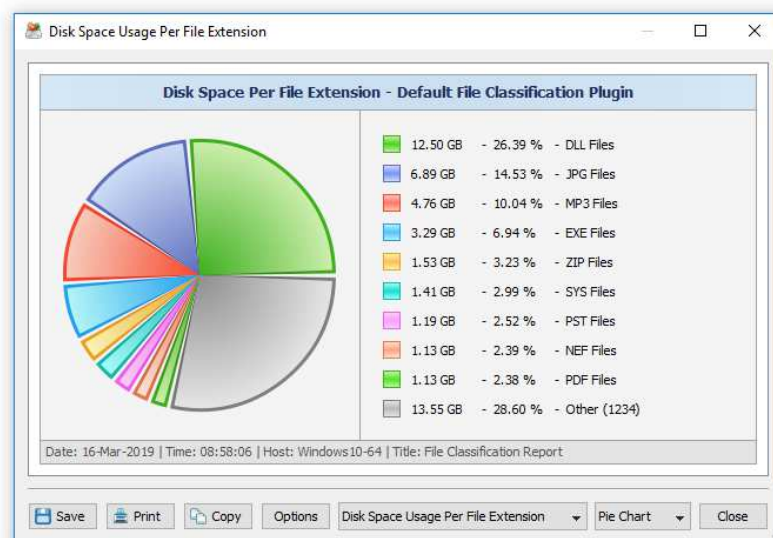 Disk Space Usage Per File Extension
Disk Space Per File Extension - Default File Classification Plugin
12.50 GB - 26.39 % - DLL Files
6.89 GB - 14.53 % - JPG Files
4.76 GB - 10.04 % - MP3 Files
3.29 GB - 6.94 % - EXE Files
1.53 GB - 3.23 % - ZIP Files
1.41 GB - 2.99 % - SYS Files
1.19 GB - 2.52 % - PST Files
1.13 GB - 2.39 % - NEF Files
1.13 GB - 2.38 % - PDF Files
13.55 GB - 28.60 % - Other (1234)
Date: 16-Mar-2019 | Time: 08:58:06 | Host: Windows10-64 | Title: File Classification Report
Save Print Copy Options Disk Space Usage Per File Extension Pie Chart Close